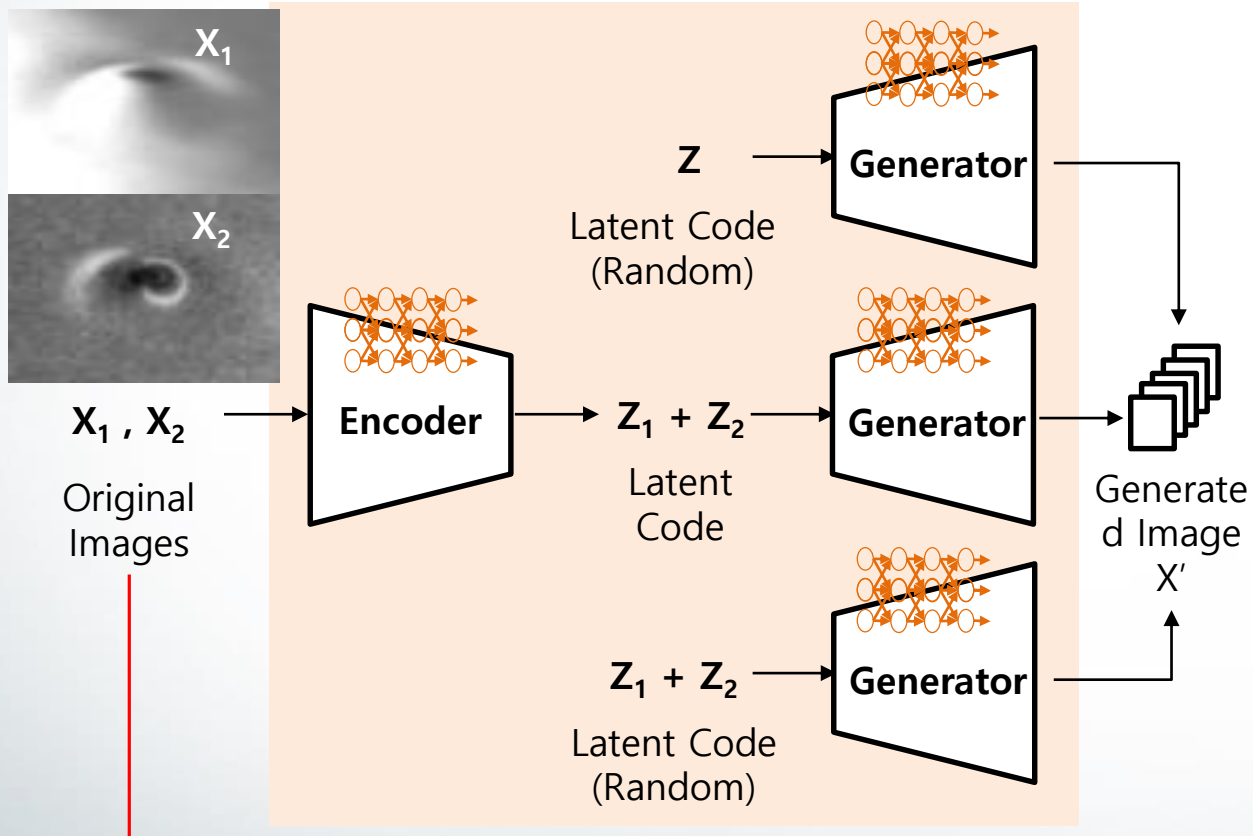 X₁
X₂
Z
Latent Code
(Random)
Generator
X₁ , X₂
Original
Images
Encoder
Z₁ + Z₂
Latent
Code
Generator
Generate
d Image
X'
Z₁ + Z₂
Latent Code
(Random)
Generator